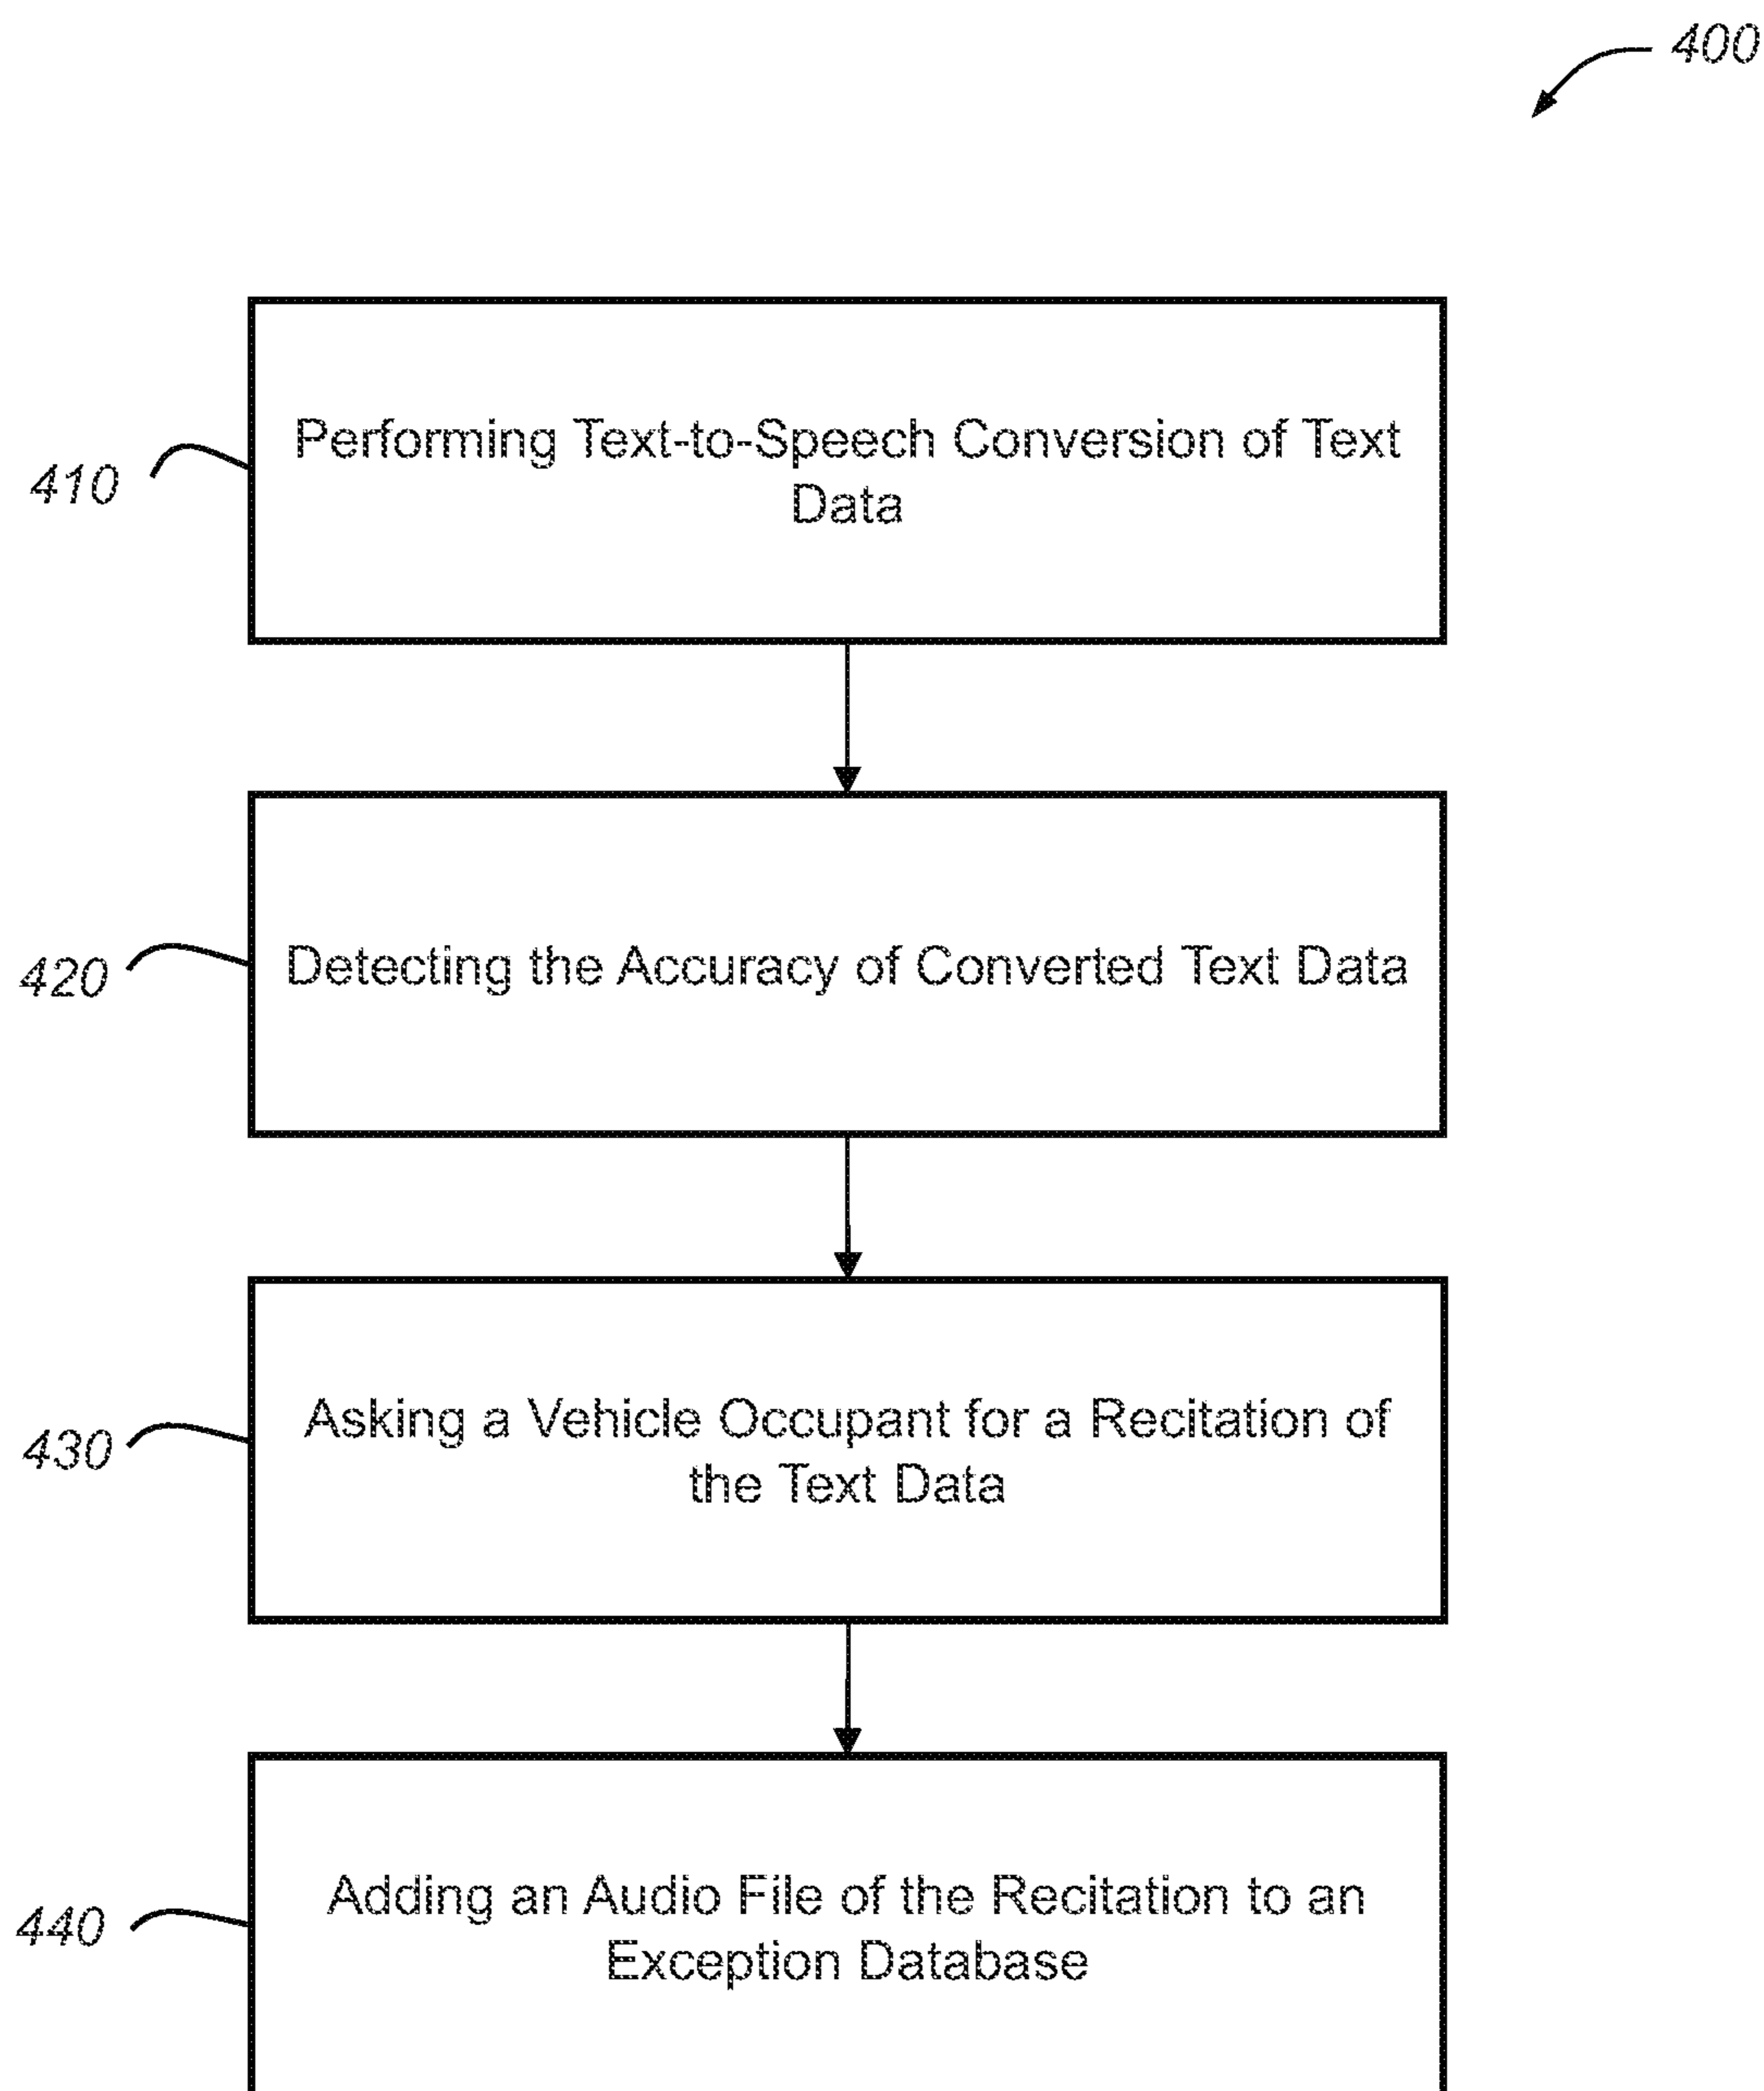 400
410
Performing Text-to-Speech Conversion of Text
Data
420
Detecting the Accuracy of Converted Text Data
430
Asking a Vehicle Occupant for a Recitation of
the Text Data
440
Adding an Audio File of the Recitation to an
Exception Database